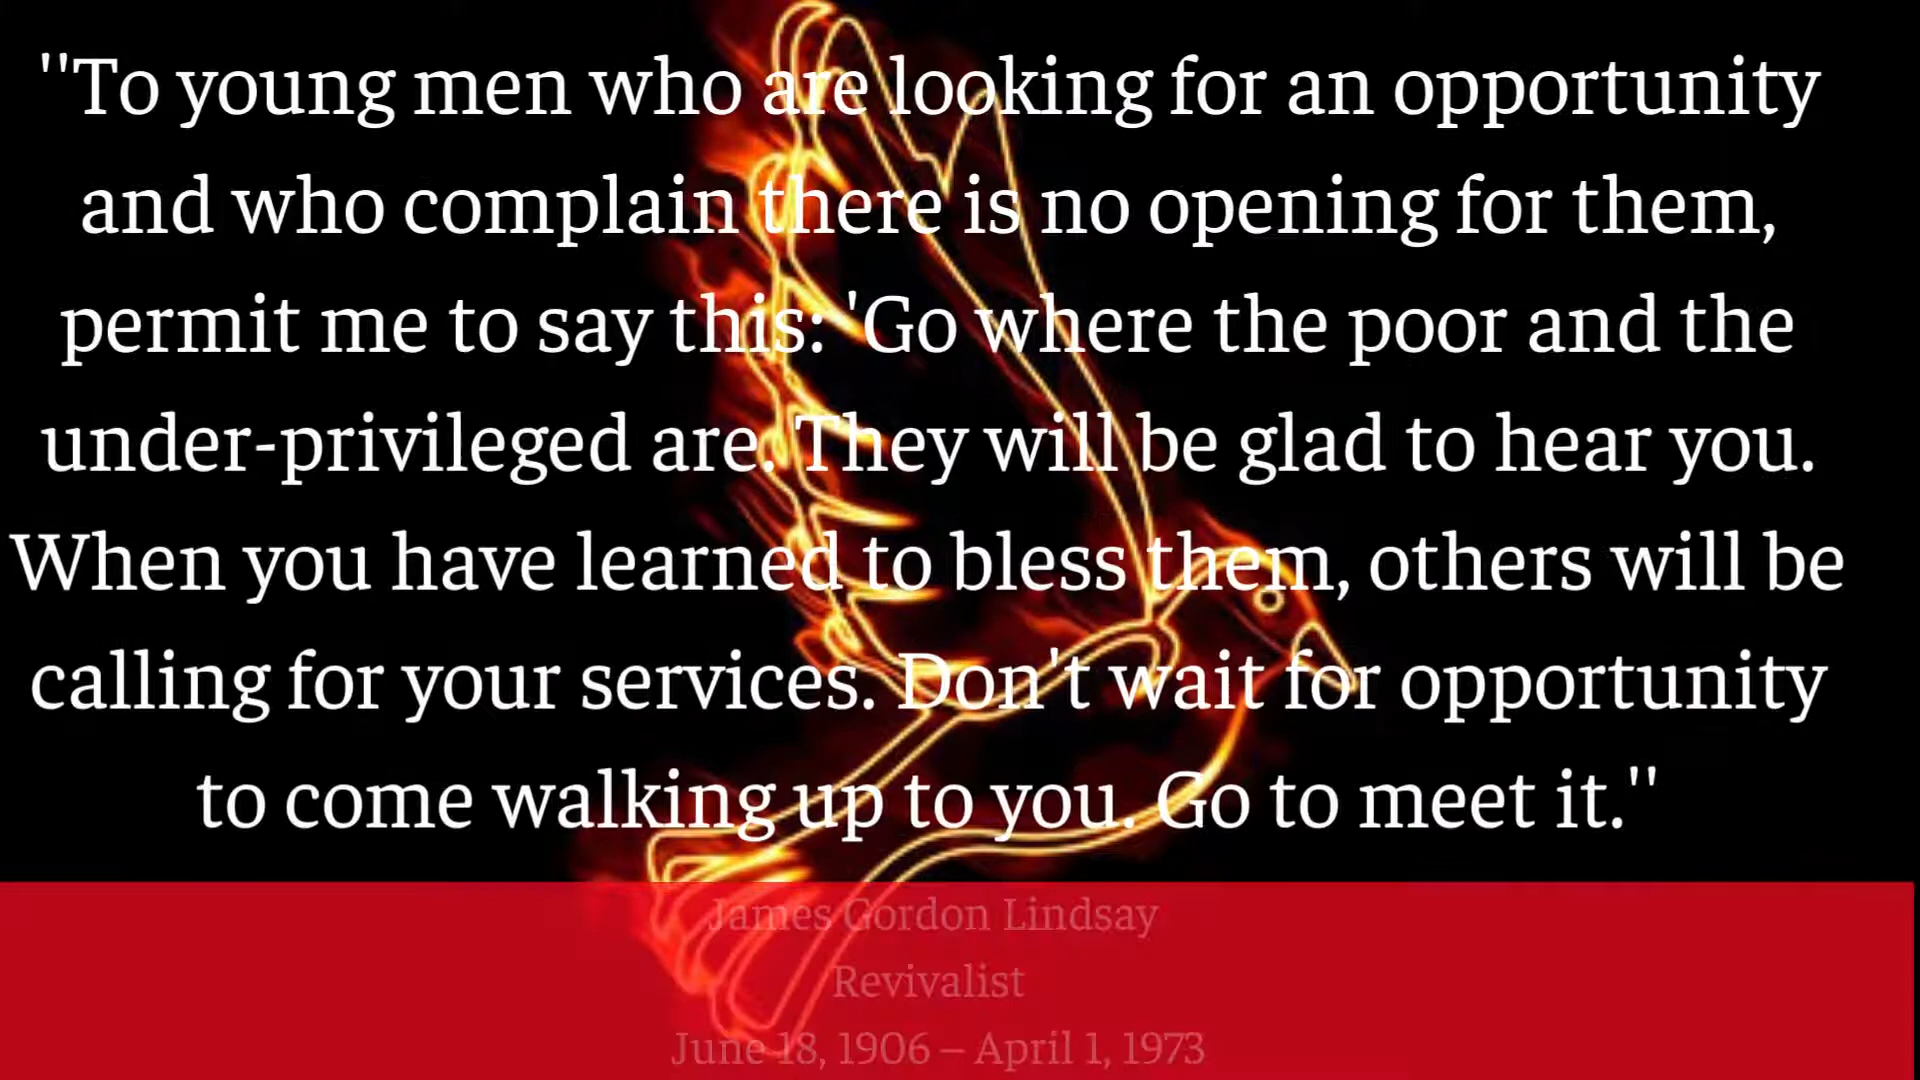 "To young men who are looking for an opportunity
and who complain there is no opening for them,
permit me to say this: 'Go where the poor and the
under-privileged are. They will be glad to hear you.
When you have learned to bless them, others will be
calling for your services. Don't wait for opportunity
to come walking up to you. Go to meet it."
James Gordon Lindsay
Revivalist
June 18, 1906 – April 1, 1973